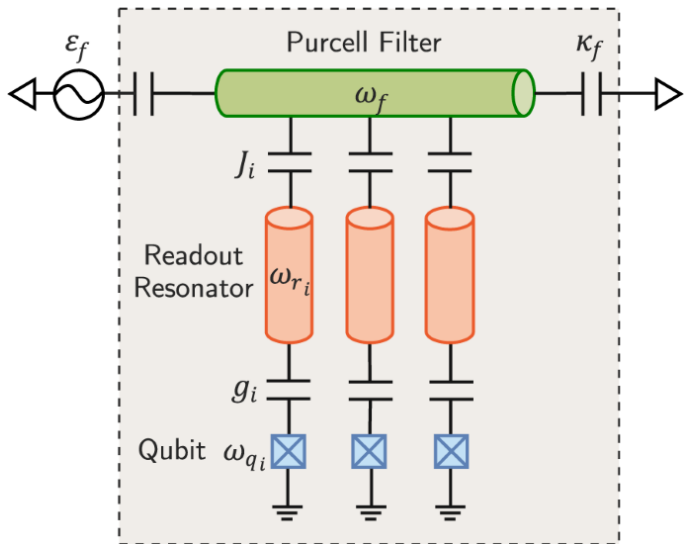 ε_f
Purcell Filter
κ_f
ω_f
J_i
Readout
Resonator
ω_{r_i}
g_i
Qubit ω_{q_i}